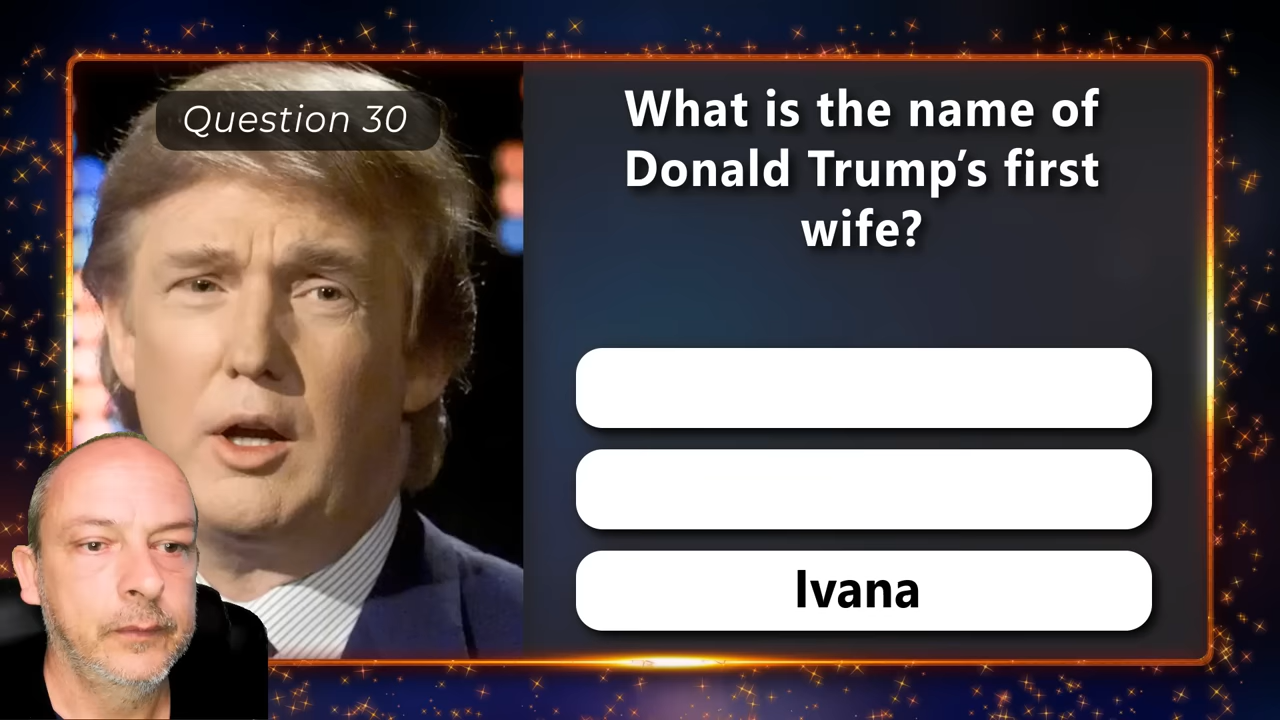 Question 30
What is the name of
Donald Trump’s first
wife?
Ivana